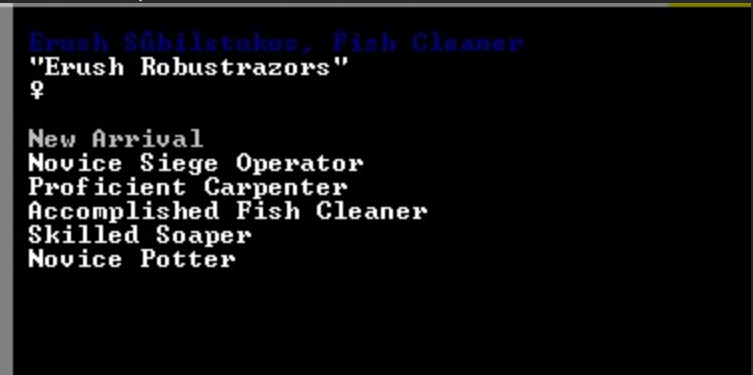 Erush Sûbilstukos, Fish Cleaner
"Erush Robustrazors"
♀
New Arrival
Novice Siege Operator
Proficient Carpenter
Accomplished Fish Cleaner
Skilled Soaper
Novice Potter